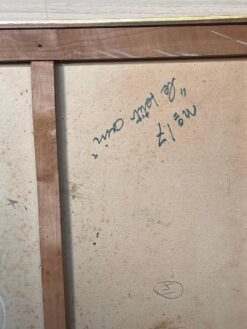 Nº 17
"Le petit ami"